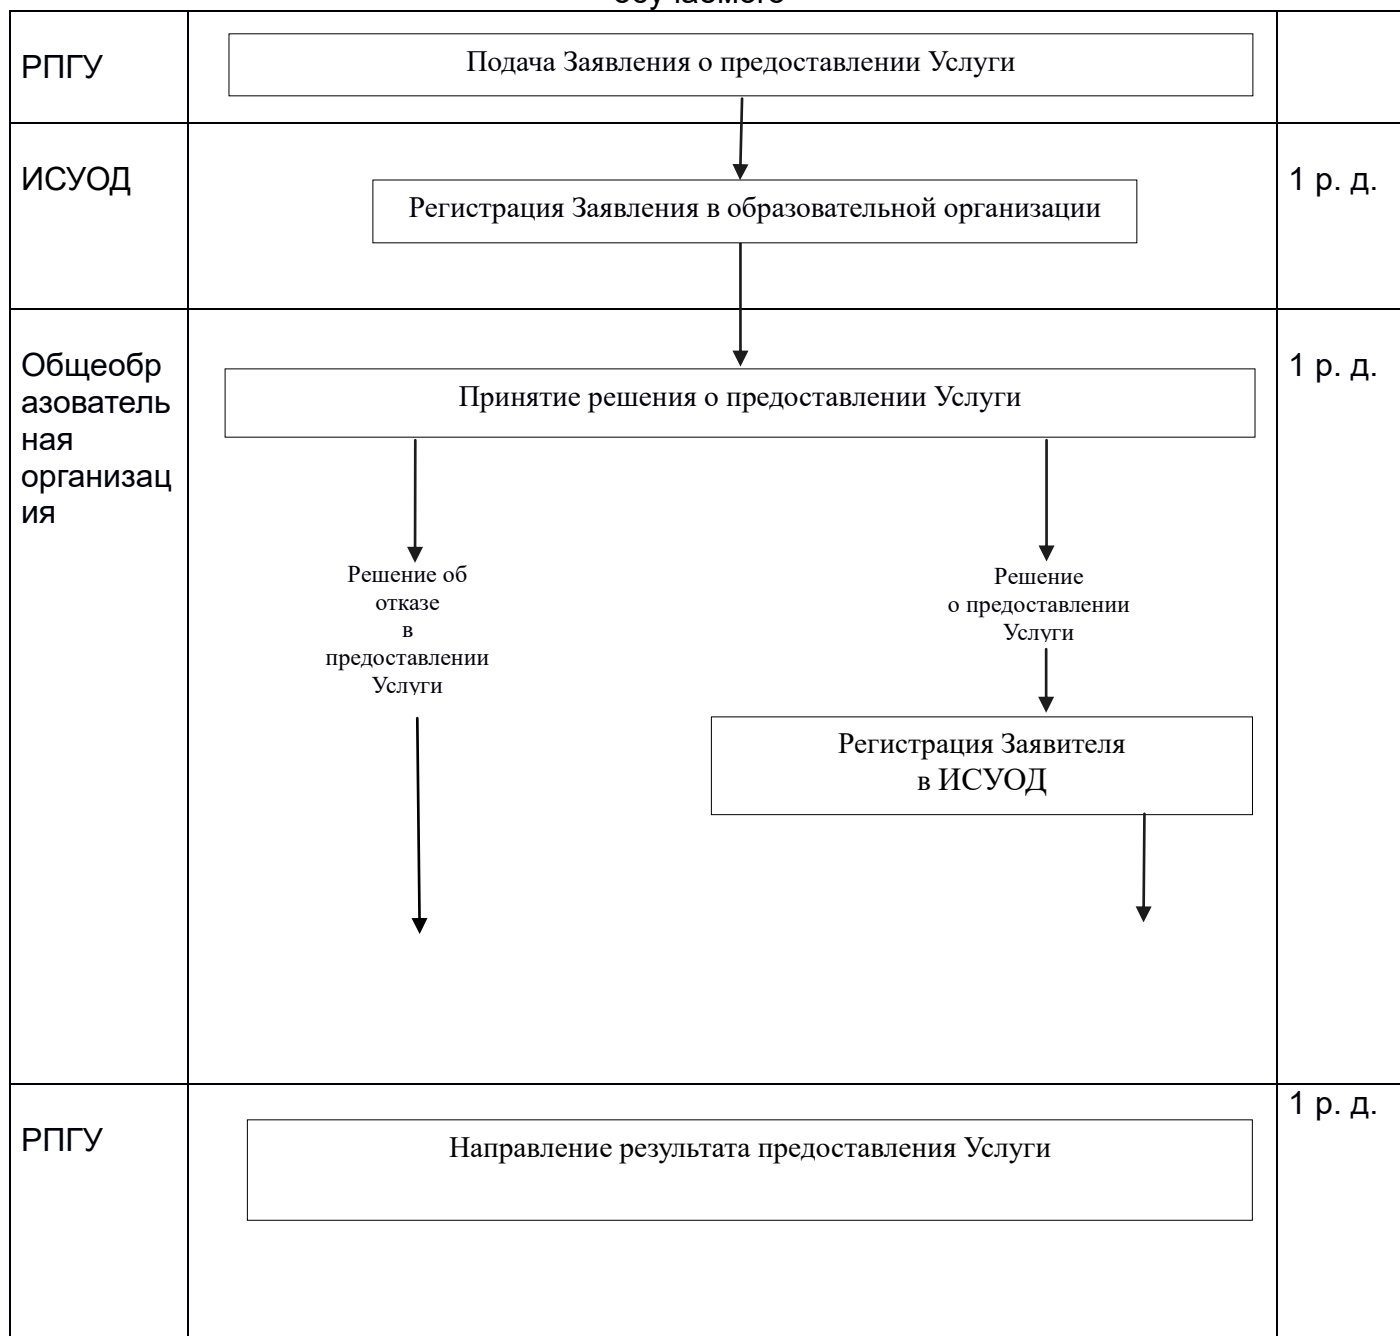 РПГУ
Подача Заявления о предоставлении Услуги
ИСУОД
1 р. д.
Регистрация Заявления в образовательной организации
Общеобр
азователь
ная
организац
ия
1 р. д.
Принятие решения о предоставлении Услуги
Решение об
отказе
в
предоставлении
Услуги
Решение
о предоставлении
Услуги
Регистрация Заявителя
в ИСУОД
РПГУ
1 р. д.
Направление результата предоставления Услуги